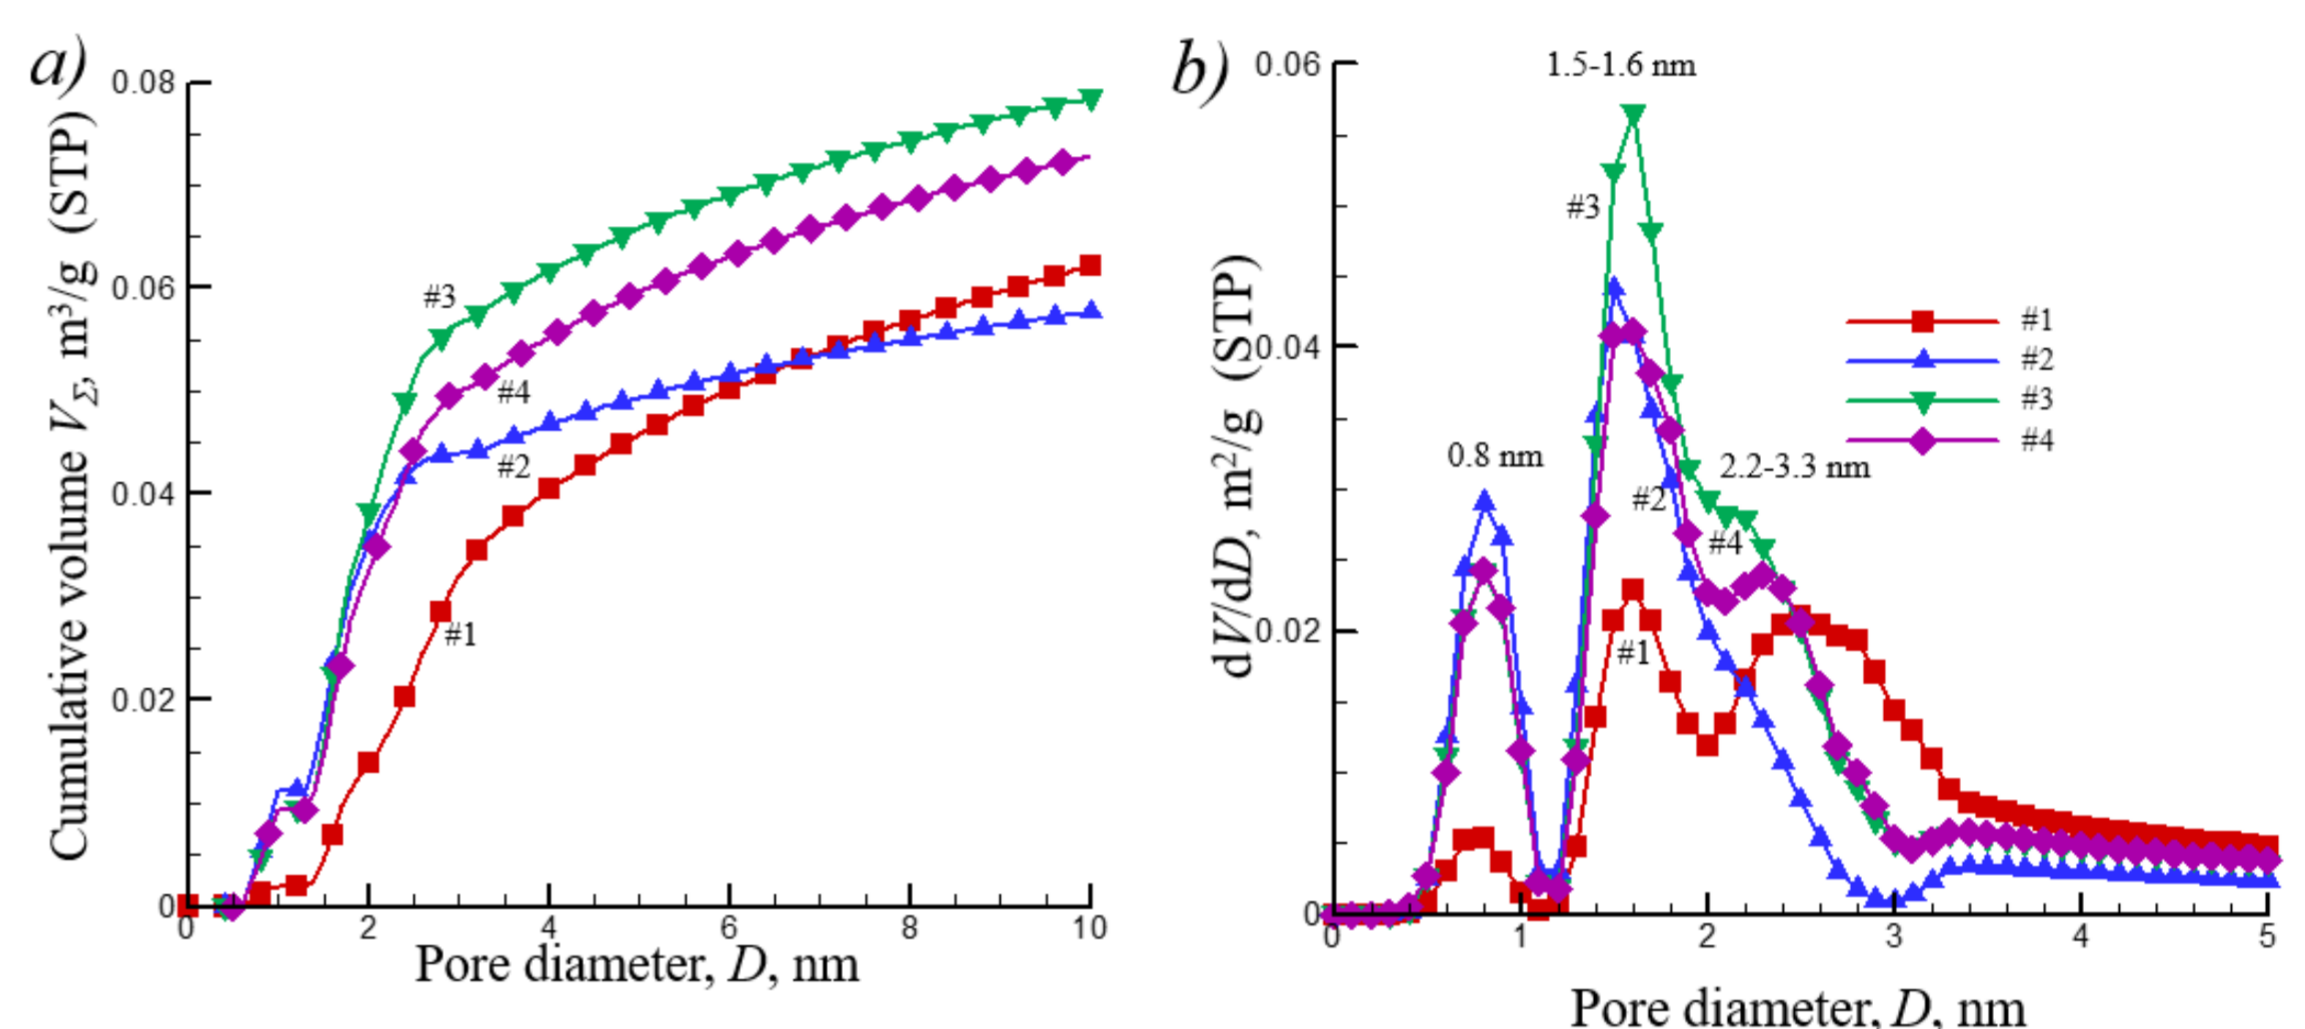 a)
Cumulative volume VΣ, m³/g (STP)
0.08
0.06
0.04
0.02
0
0 2 4 6 8 10
Pore diameter, D, nm
#3
#4
#2
#1
b)
dV/dD, m²/g (STP)
0.06
0.04
0.02
0
0 1 2 3 4 5
Pore diameter, D, nm
1.5-1.6 nm
#3
0.8 nm
2.2-3.3 nm
#2
#4
#1
#1
#2
#3
#4